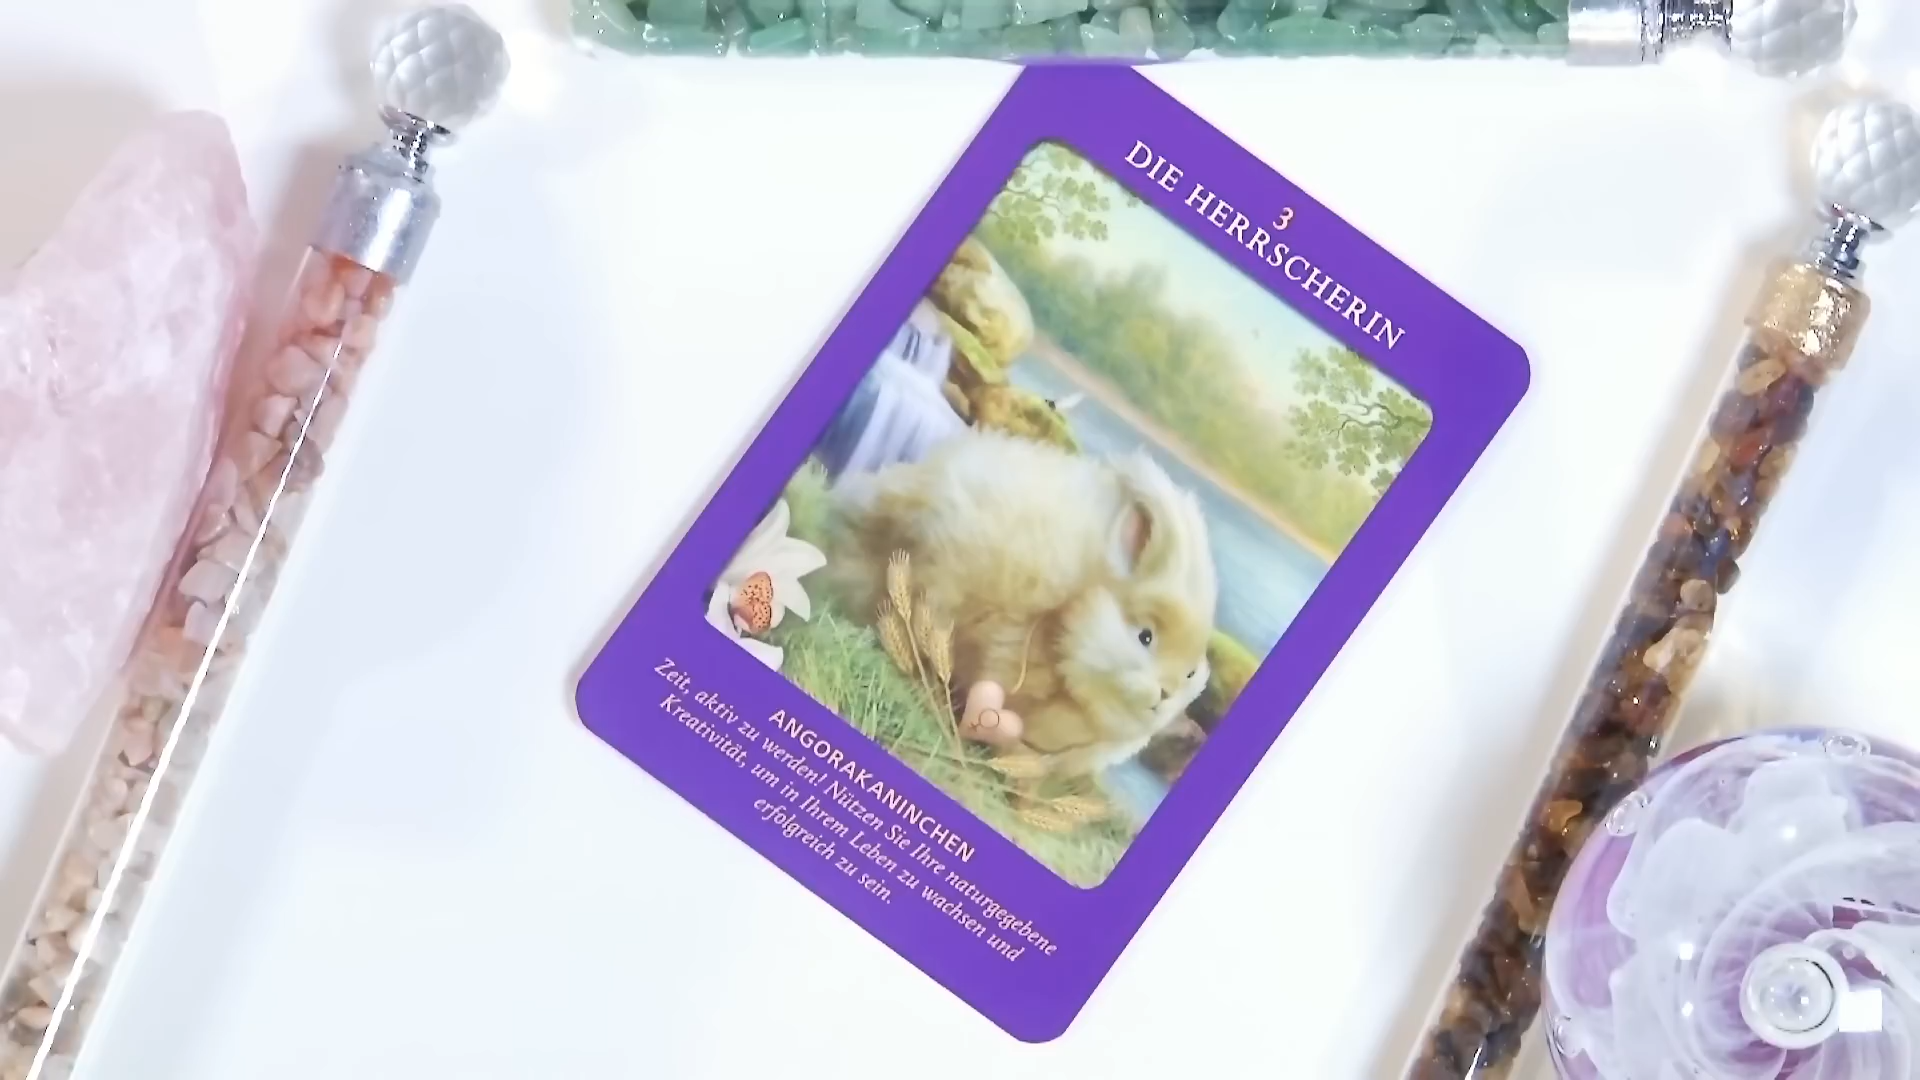 3
DIE HERRSCHERIN
ANGORAKANINCHEN
Zeit, aktiv zu werden! Nützen Sie Ihre naturgegebene
Kreativität, um in Ihrem Leben zu wachsen und
erfolgreich zu sein.